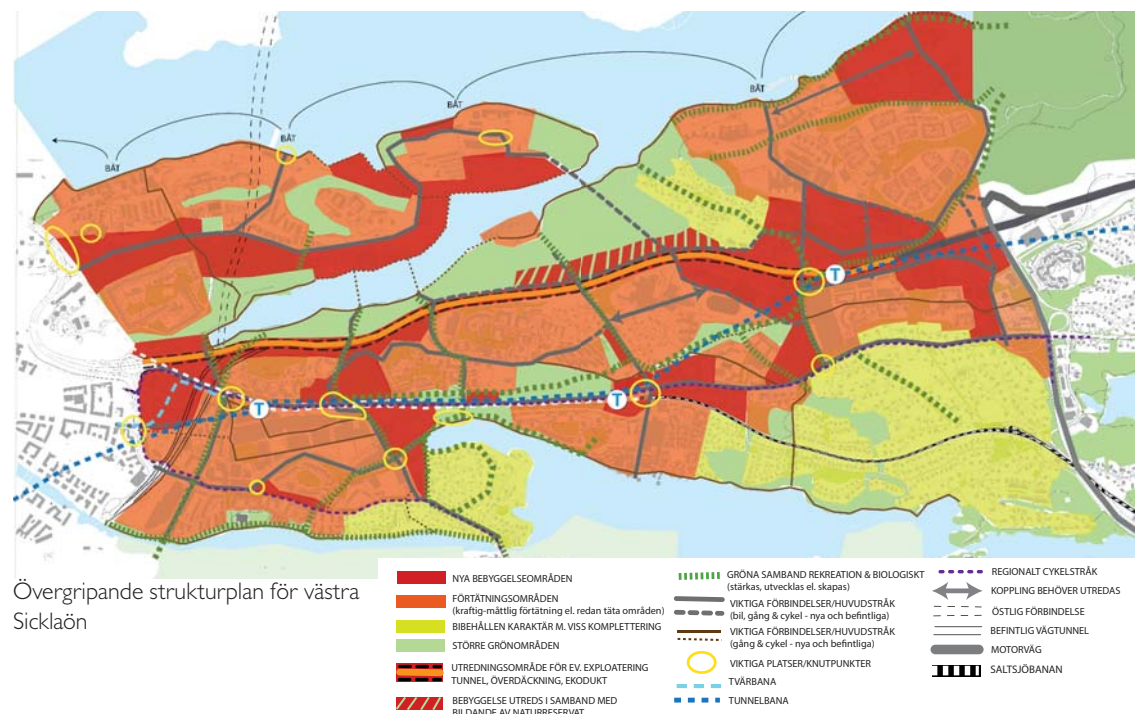 BÅT
BÅT
BÅT
BÅT
T
T
T
Övergripande strukturplan för västra
Sicklaön
NYA BEBYGGELSEOMRÅDEN
FÖRTÄTNINGSOMRÅDEN
(kraftig-måttlig förtätning el. redan täta områden)
BIBEHÅLLEN KARAKTÄR M. VISS KOMPLETTERING
STÖRRE GRÖNOMRÅDEN
UTREDNINGSOMRÅDE FÖR EV. EXPLOATERING
TUNNEL, ÖVERDÄCKNING, EKODUKT
BEBYGGELSE UTREDS I SAMBAND MED
BILDANDE AV NATURRESERVAT
GRÖNA SAMBAND REKREATION & BIOLOGISKT
(stärkas, utvecklas el. skapas)
VIKTIGA FÖRBINDELSER/HUVUDSTRÅK
(bil, gång & cykel - nya och befintliga)
VIKTIGA FÖRBINDELSER/HUVUDSTRÅK
(gång & cykel - nya och befintliga)
VIKTIGA PLATSER/KNUTPUNKTER
TVÄRBANA
TUNNELBANA
REGIONALT CYKELSTRÅK
KOPPLING BEHÖVER UTREDAS
ÖSTLIG FÖRBINDELSE
BEFINTLIG VÄGTUNNEL
MOTORVÄG
SALTSJÖBANAN